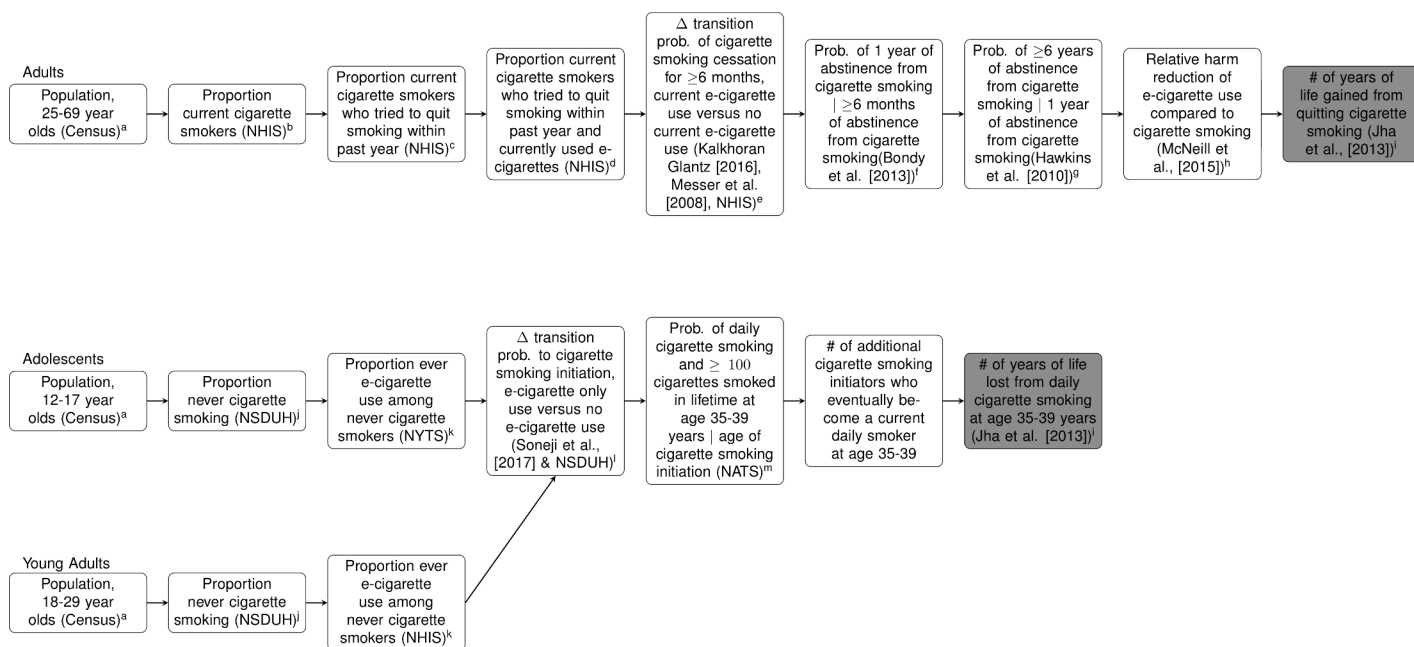 Adults
Population,
25-69 year
olds (Census)a
Proportion
current cigarette
smokers (NHIS)b
Proportion current
cigarette smokers
who tried to quit
smoking within
past year (NHIS)c
Proportion current
cigarette smokers
who tried to quit
smoking within
past year and
currently used e-
cigarettes (NHIS)d
Δ transition
prob. of cigarette
smoking cessation
for ≥6 months,
current e-cigarette
use versus no
current e-cigarette
use (Kalkhoran
Glantz [2016],
Messer et al.
[2008], NHIS)e
Prob. of 1 year of
abstinence from
cigarette smoking
| ≥6 months
of abstinence
from cigarette
smoking(Bondy
et al. [2013])f
Prob. of ≥6 years
of abstinence
from cigarette
smoking | 1 year
of abstinence
from cigarette
smoking(Hawkins
et al. [2010])g
Relative harm
reduction of
e-cigarette use
compared to
cigarette smoking
(McNeill et
al., [2015])h
# of years of
life gained from
quitting cigarette
smoking (Jha
et al., [2013])i
Adolescents
Population,
12-17 year
olds (Census)a
Proportion
never cigarette
smoking (NSDUH)j
Proportion ever
e-cigarette
use among
never cigarette
smokers (NYTS)k
Δ transition
prob. to cigarette
smoking initiation,
e-cigarette only
use versus no
e-cigarette use
(Soneji et al.,
[2017] & NSDUH)l
Prob. of daily
cigarette smoking
and ≥ 100
cigarettes smoked
in lifetime at
age 35-39
years | age of
cigarette smoking
initiation (NATS)m
# of additional
cigarette smoking
initiators who
eventually be-
come a current
daily smoker
at age 35-39
# of years of life
lost from daily
cigarette smoking
at age 35-39 years
(Jha et al. [2013])i
Young Adults
Population,
18-29 year
olds (Census)a
Proportion
never cigarette
smoking (NSDUH)j
Proportion ever
e-cigarette
use among
never cigarette
smokers (NHIS)k